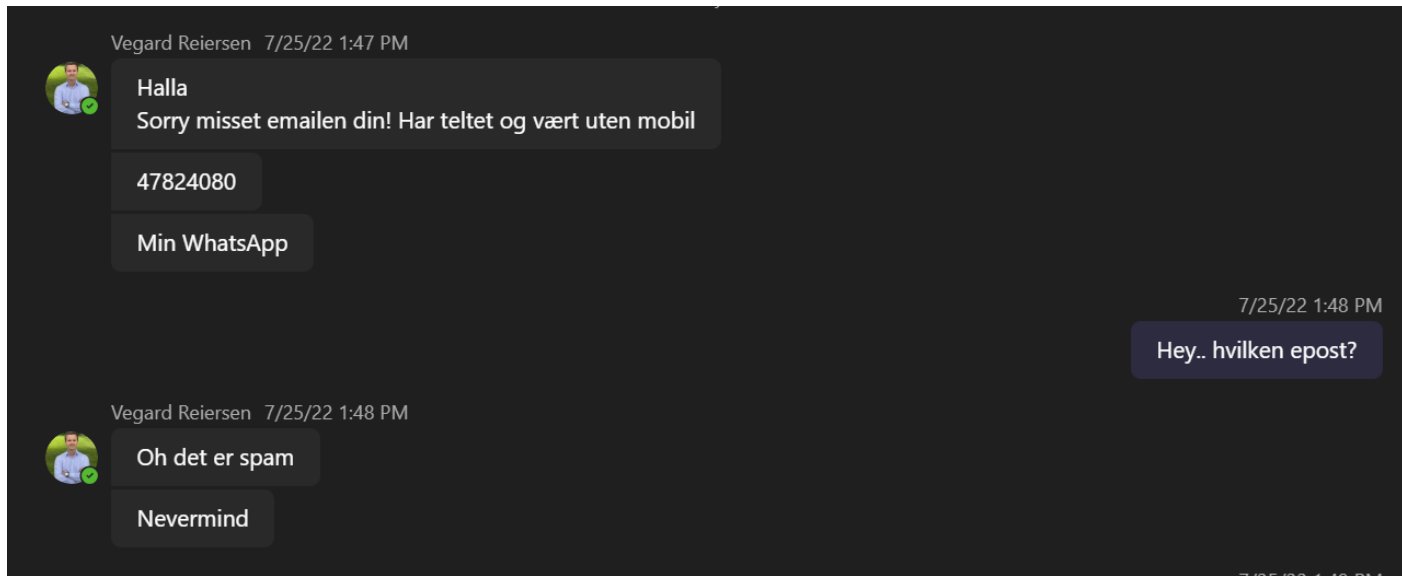 Vegard Reiersen 7/25/22 1:47 PM
Halla
Sorry misset emailen din! Har teltet og vært uten mobil
47824080
Min WhatsApp
7/25/22 1:48 PM
Hey.. hvilken epost?
Vegard Reiersen 7/25/22 1:48 PM
Oh det er spam
Nevermind